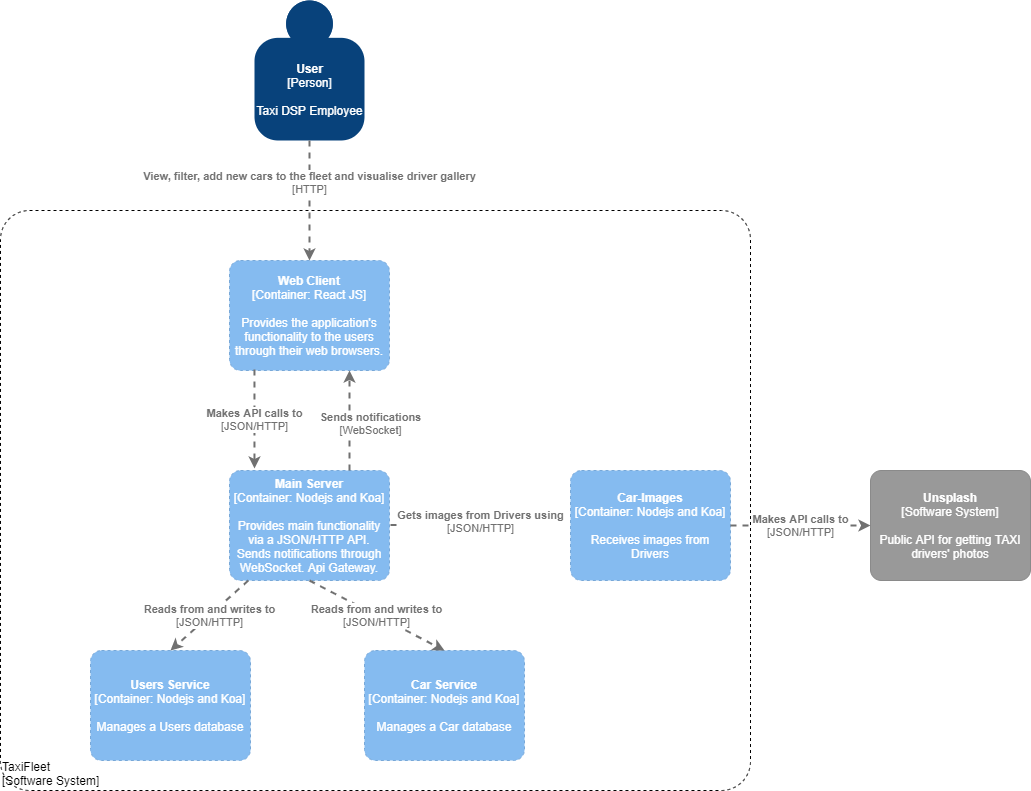 User
[Person]
Taxi DSP Employee
View, filter, add new cars to the fleet and visualise driver gallery
[HTTP]
Web Client
[Container: React JS]
Provides the application's
functionality to the users
through their web browsers.
Makes API calls to
[JSON/HTTP]
Sends notifications
[WebSocket]
Main Server
[Container: Nodejs and Koa]
Provides main functionality
via a JSON/HTTP API.
Sends notifications through
WebSocket. Api Gateway.
Gets images from Drivers using
[JSON/HTTP]
Car-Images
[Container: Nodejs and Koa]
Receives images from
Drivers
Makes API calls to
[JSON/HTTP]
Unsplash
[Software System]
Public API for getting TAXI
drivers' photos
Reads from and writes to
[JSON/HTTP]
Reads from and writes to
[JSON/HTTP]
Users Service
[Container: Nodejs and Koa]
Manages a Users database
Car Service
[Container: Nodejs and Koa]
Manages a Car database
TaxiFleet
[Software System]